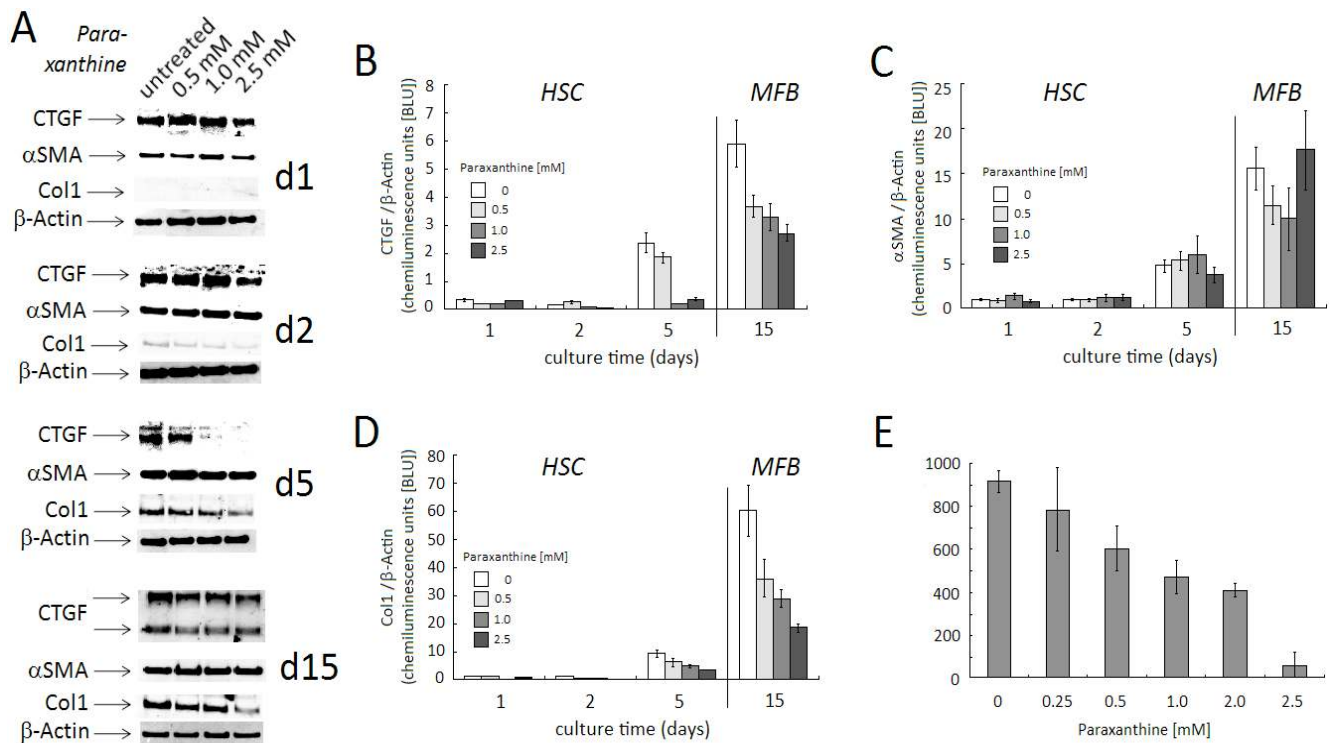 A
Para-
xanthine
untreated
0.5 mM
1.0 mM
2.5 mM
CTGF
αSMA
Col1
β-Actin
d1
CTGF
αSMA
Col1
β-Actin
d2
CTGF
αSMA
Col1
β-Actin
d5
CTGF
αSMA
Col1
β-Actin
d15
B
HSC
MFB
CTGF /β-Actin
(chemiluminescence units [BLU])
8
7
6
5
4
3
2
1
0
Paraxanthine [mM]
0
0.5
1.0
2.5
1 2 5 15
culture time (days)
C
HSC
MFB
αSMA / β-Actin
(chemiluminescence units [BLU])
25
20
15
10
5
0
Paraxanthine [mM]
0
0.5
1.0
2.5
1 2 5 15
culture time (days)
D
HSC
MFB
Col1 / β-Actin
(chemiluminescence units [BLU])
80
70
60
50
40
30
20
10
0
Paraxanthine [mM]
0
0.5
1.0
2.5
1 2 5 15
culture time (days)
E
1000
800
600
400
200
0
0 0.25 0.5 1.0 2.0 2.5
Paraxanthine [mM]